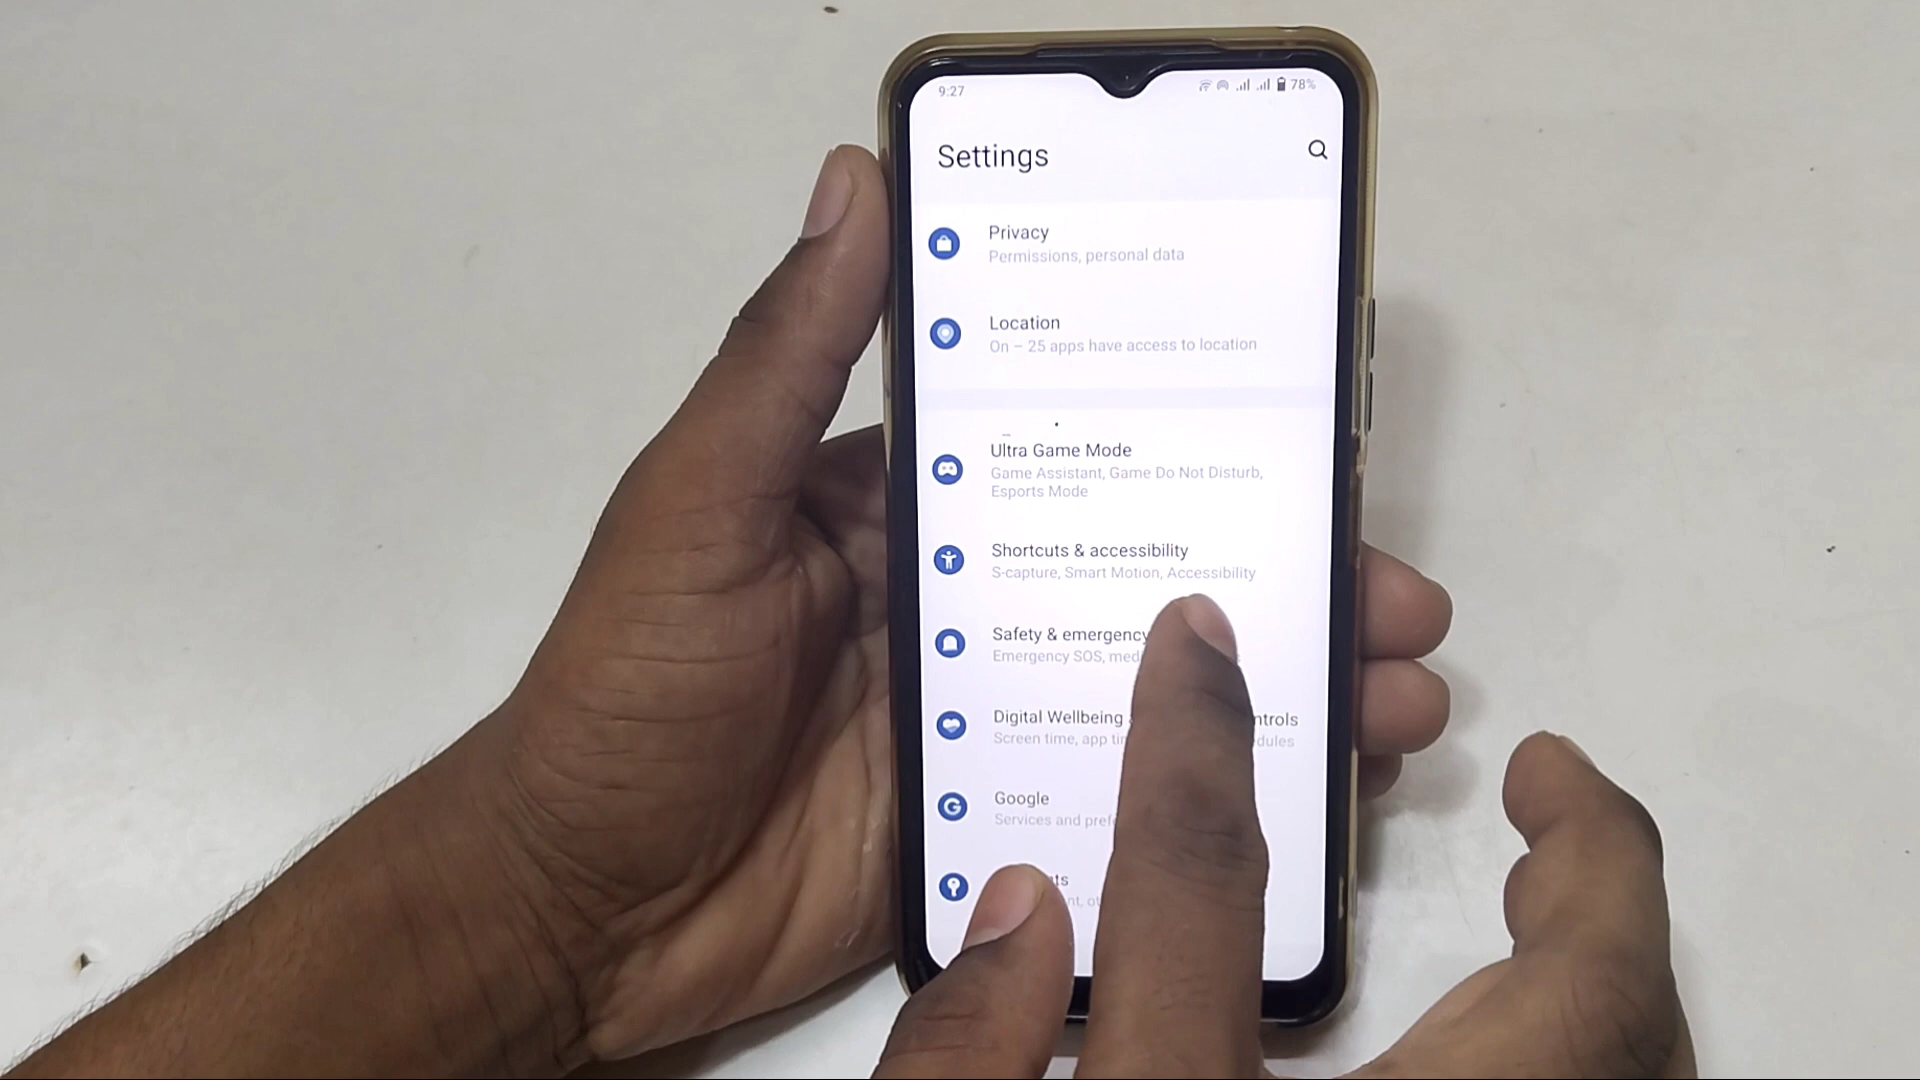 9:27
78%
Settings
Privacy
Permissions, personal data
Location
On – 25 apps have access to location
Ultra Game Mode
Game Assistant, Game Do Not Disturb,
Esports Mode
Shortcuts & accessibility
S-capture, Smart Motion, Accessibility
Safety & emergency
Emergency SOS,
Digital Wellbeing
Screen time, app
Google
Services and